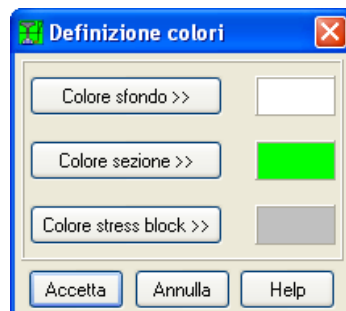 Definizione colori
Colore sfondo >>
Colore sezione >>
Colore stress block >>
Accetta Annulla Help